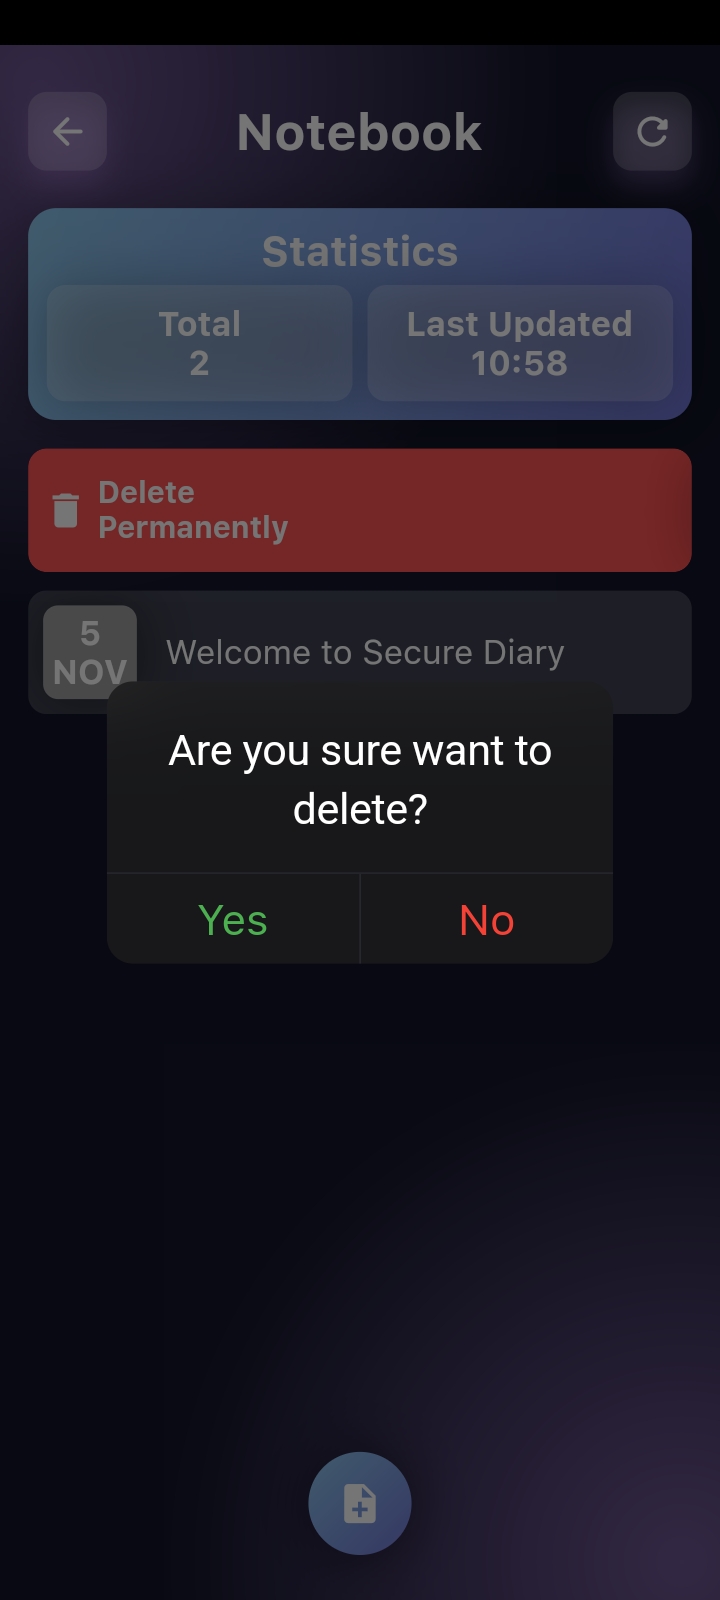 Notebook
Statistics
Total
2
Last Updated
10:58
Delete
Permanently
5
NOV
Welcome to Secure Diary
Are you sure want to
delete?
Yes
No